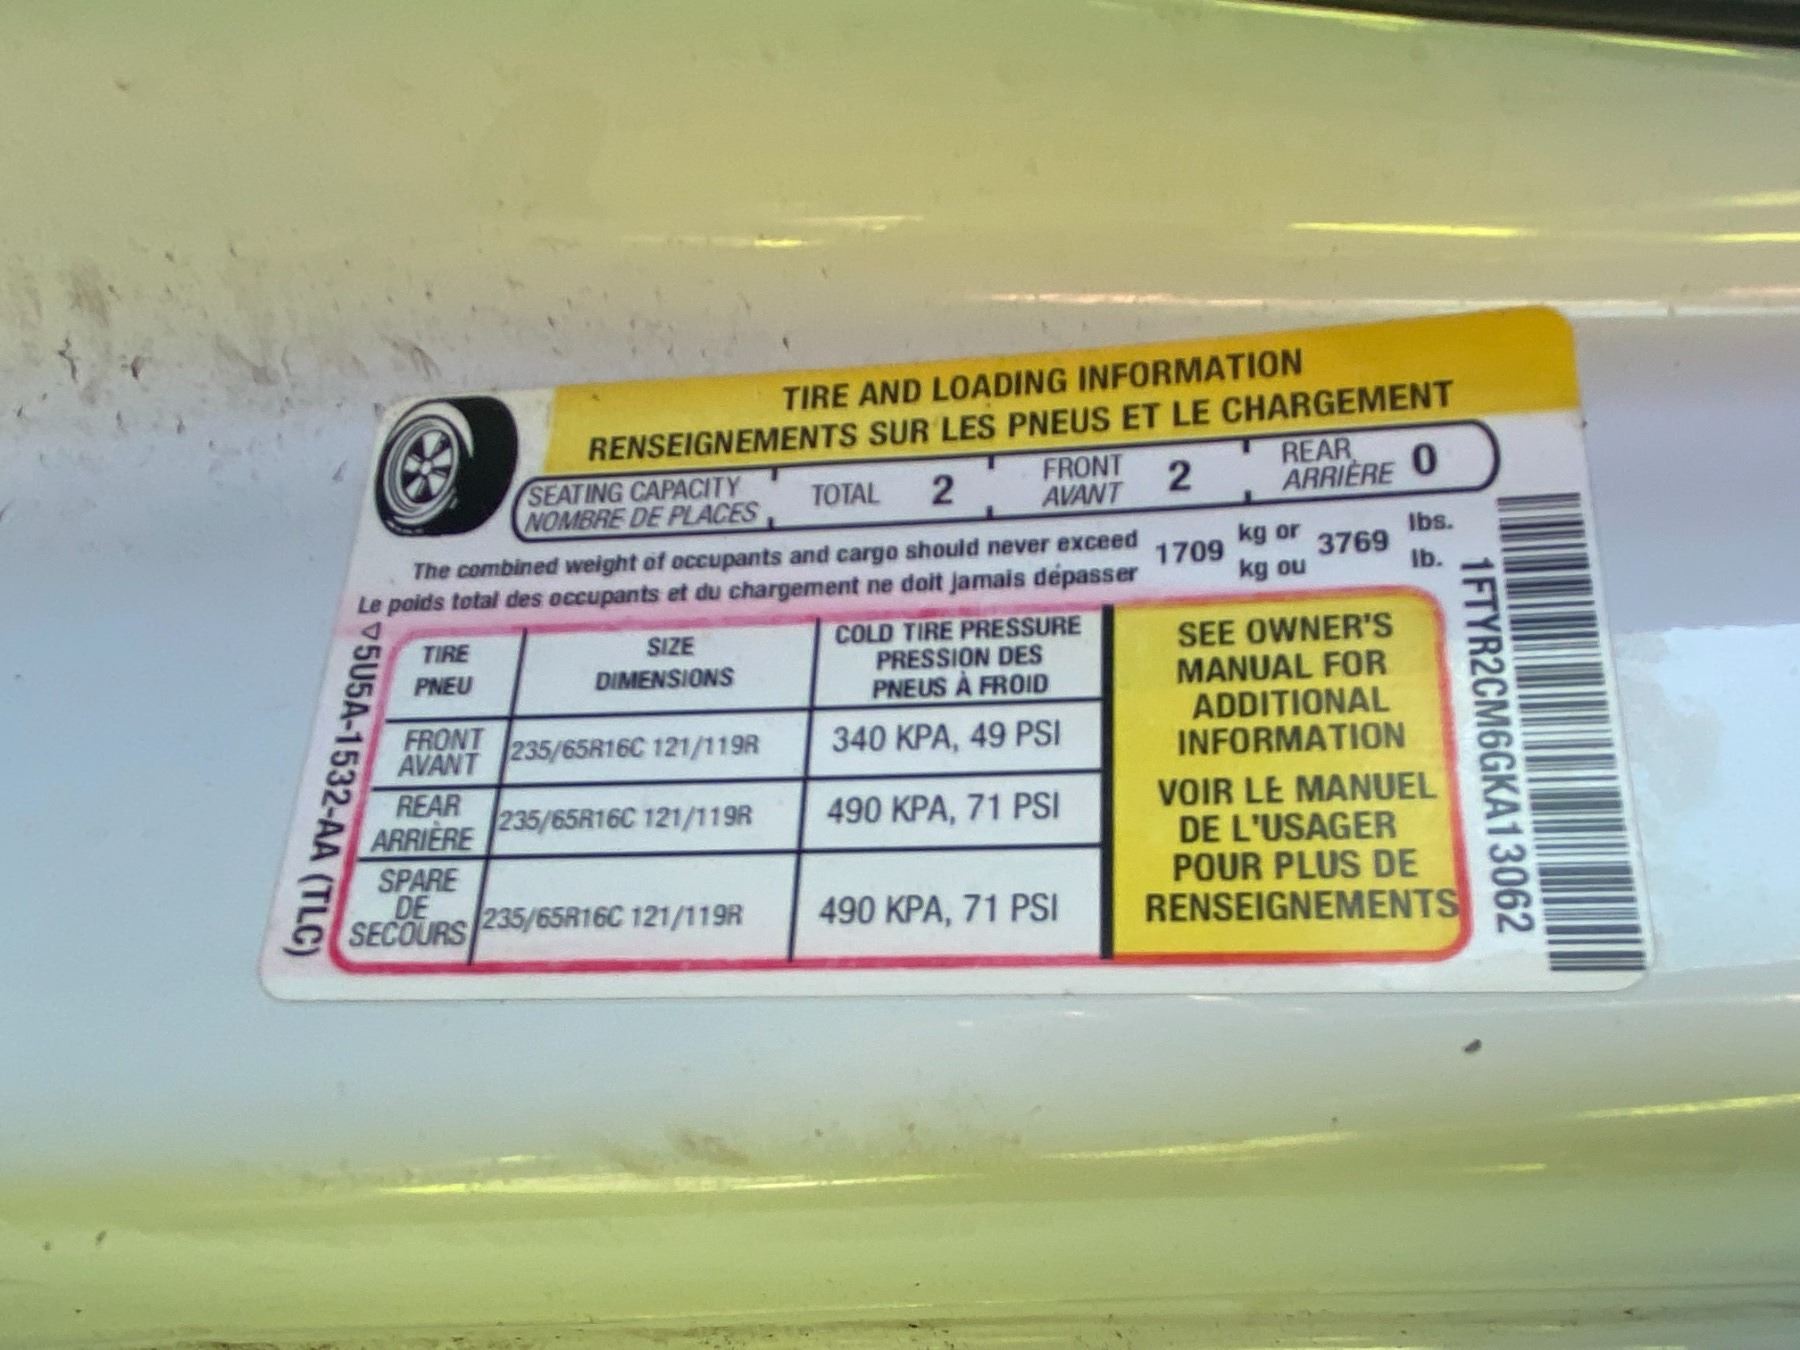 TIRE AND LOADING INFORMATION
RENSEIGNEMENTS SUR LES PNEUS ET LE CHARGEMENT
SEATING CAPACITY TOTAL 2 FRONT 2 REAR 0
NOMBRE DE PLACES AVANT ARRIÈRE
The combined weight of occupants and cargo should never exceed 1709 kg or 3769 lbs.
Le poids total des occupants et du chargement ne doit jamais dépasser kg ou lb.
TIRE SIZE COLD TIRE PRESSURE
PNEU DIMENSIONS PRESSION DES
PNEUS À FROID
FRONT 235/65R16C 121/119R 340 KPA, 49 PSI
AVANT
REAR 235/65R16C 121/119R 490 KPA, 71 PSI
ARRIÈRE
SPARE
DE 235/65R16C 121/119R 490 KPA, 71 PSI
SECOURS
SEE OWNER'S
MANUAL FOR
ADDITIONAL
INFORMATION
VOIR LE MANUEL
DE L'USAGER
POUR PLUS DE
RENSEIGNEMENTS
5U5A-1532-AA (TLC)
1FTYR2CM6GKA13062